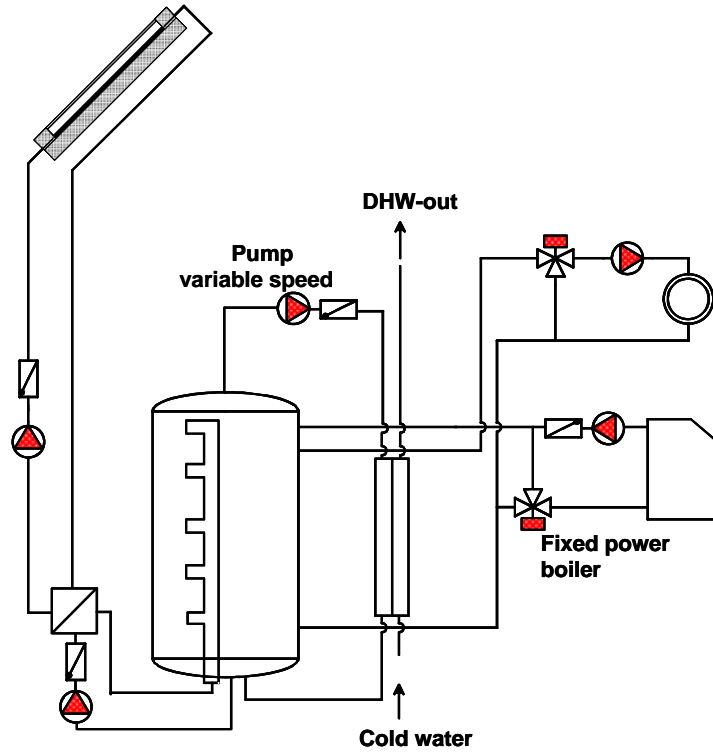 DHW-out
Pump
variable speed
Fixed power
boiler
Cold water